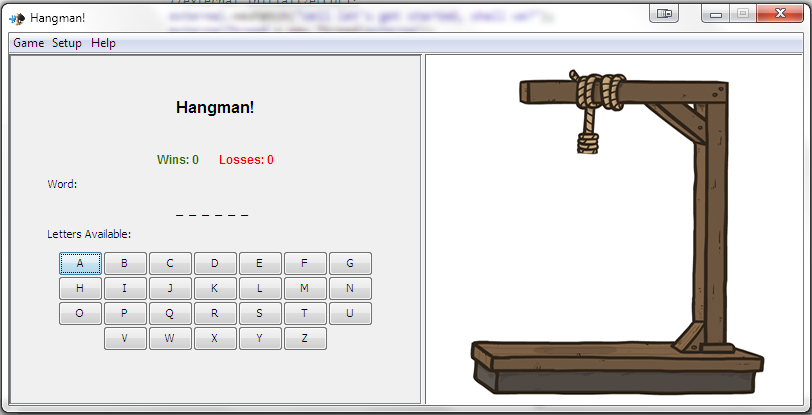 Hangman!
Game Setup Help
Hangman!
Wins: 0 Losses: 0
Word:
_ _ _ _ _ _
Letters Available:
A B C D E F G
H I J K L M N
O P Q R S T U
V W X Y Z